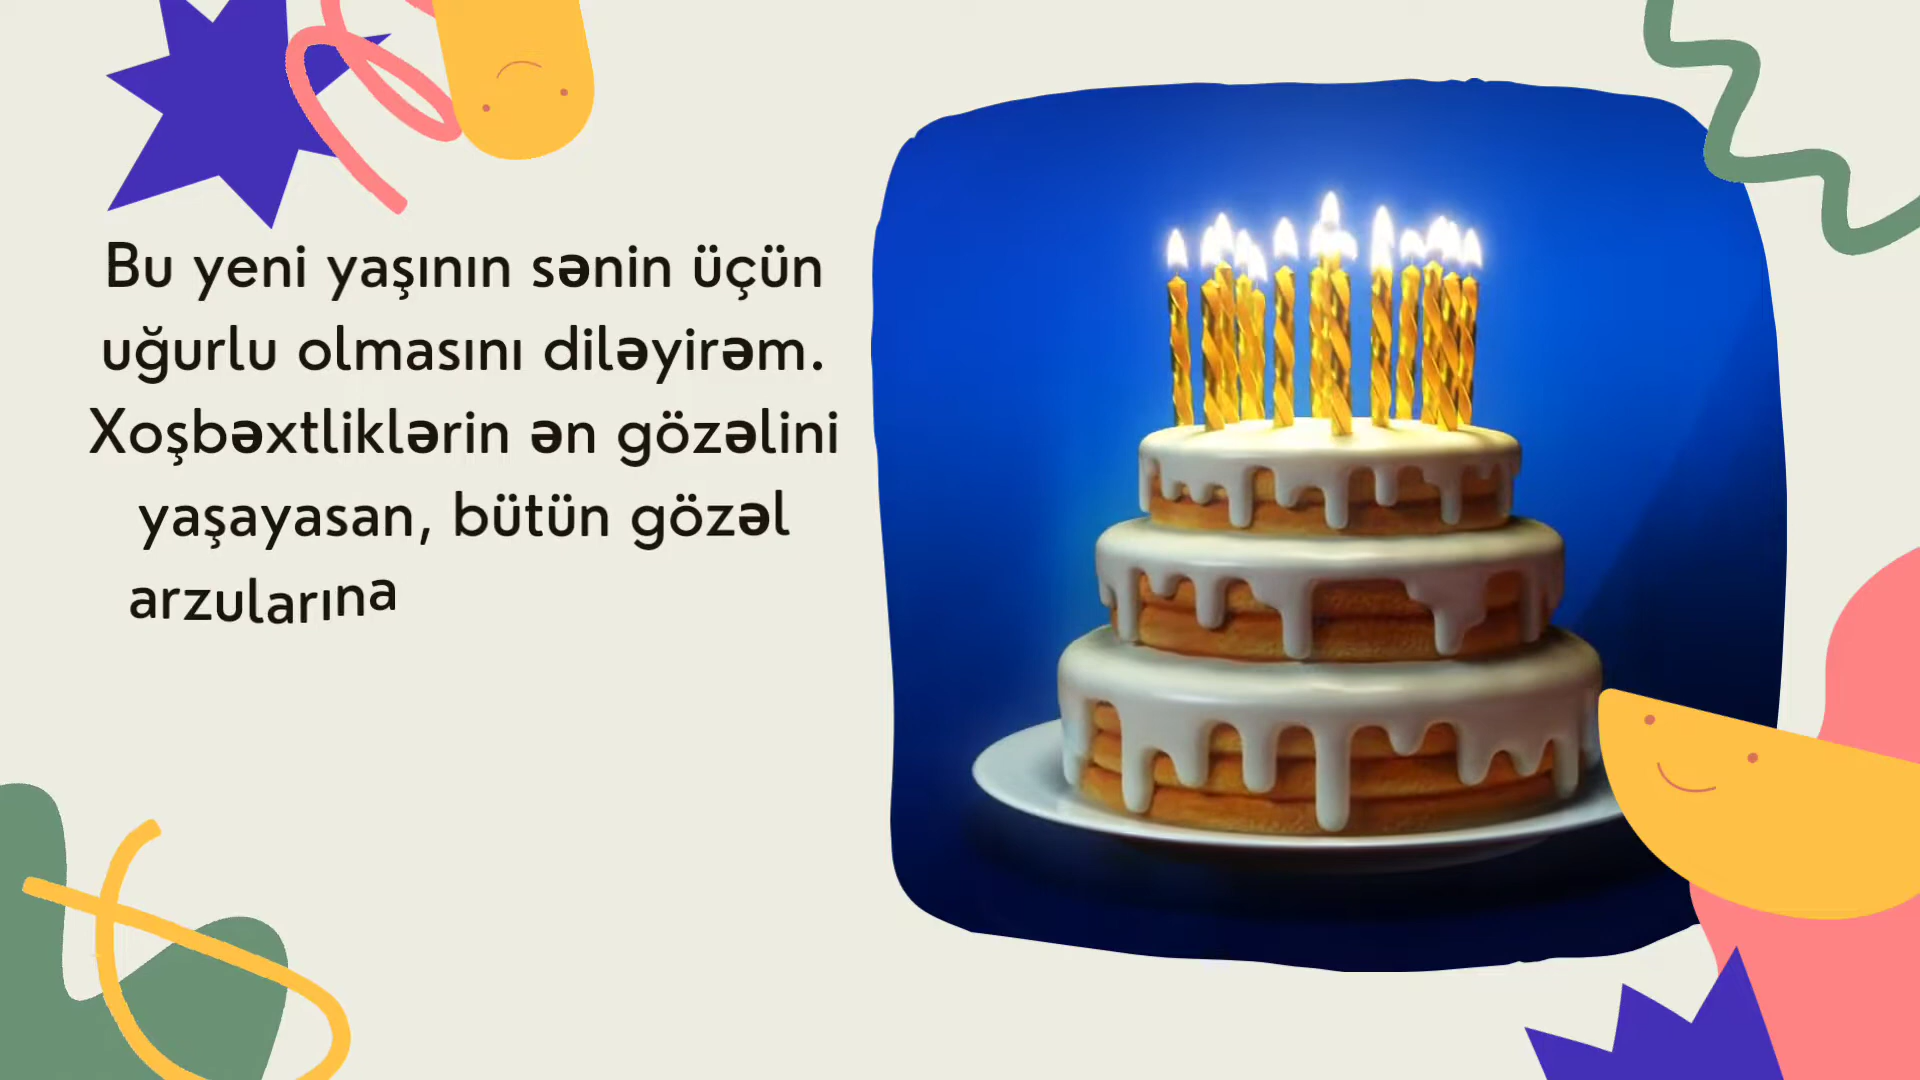 Bu yeni yaşının sənin üçün
uğurlu olmasını diləyirəm.
Xoşbəxtliklərin ən gözəlini
yaşayasan, bütün gözəl
arzularına